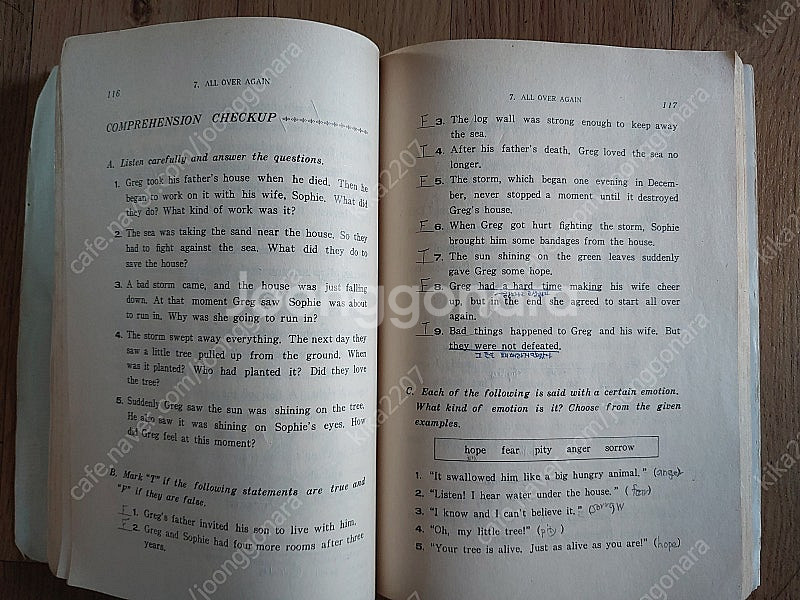 116
7. ALL OVER AGAIN
COMPREHENSION CHECKUP
A. Listen carefully and answer the questions.
1. Greg took his father's house when he died. Then he
began to work on it with his wife, Sophie. What did
they do? What kind of work was it?
2. The sea was taking the sand near the house. So they
had to fight against the sea. What did they do to
save the house?
3. A bad storm came, and the house was just falling
down. At that moment Greg saw Sophie was about
to run in. Why was she going to run in?
4. The storm swept away everything. The next day they
saw a little tree pulled up from the ground. When
was it planted? Who had planted it? Did they love
the tree?
5. Suddenly Greg saw the sun was shining on the tree.
He also saw it was shining on Sophie's eyes. How
did Greg feel at this moment?
B. Mark "T" if the following statements are true and
"F" if they are false.
F 1. Greg's father invited his son to live with him.
F 2. Greg and Sophie had four more rooms after three
years.
7. ALL OVER AGAIN
117
F 3. The log wall was strong enough to keep away
the sea.
T 4. After his father's death, Greg loved the sea no
longer.
F 5. The storm, which began one evening in Decem-
ber, never stopped a moment until it destroyed
Greg's house.
F 6. When Greg got hurt fighting the storm, Sophie
brought him some bandages from the house.
T 7. The sun shining on the green leaves suddenly
gave Greg some hope.
F 8. Greg had a hard time making his wife cheer
up, but in the end she agreed to start all over
again.
T 9. Bad things happened to Greg and his wife. But
they were not defeated.
C. Each of the following is said with a certain emotion.
What kind of emotion is it? Choose from the given
examples.
hope fear pity anger sorrow
1. "It swallowed him like a big hungry animal." (anger)
2. "Listen! I hear water under the house." (fear)
3. "I know and I can't believe it." (sorrow
4. "Oh, my little tree!" (pity)
5. "Your tree is alive. Just as alive as you are!" (hope)
joonggonara
cafe.naver.com/joonggonara
kika2207